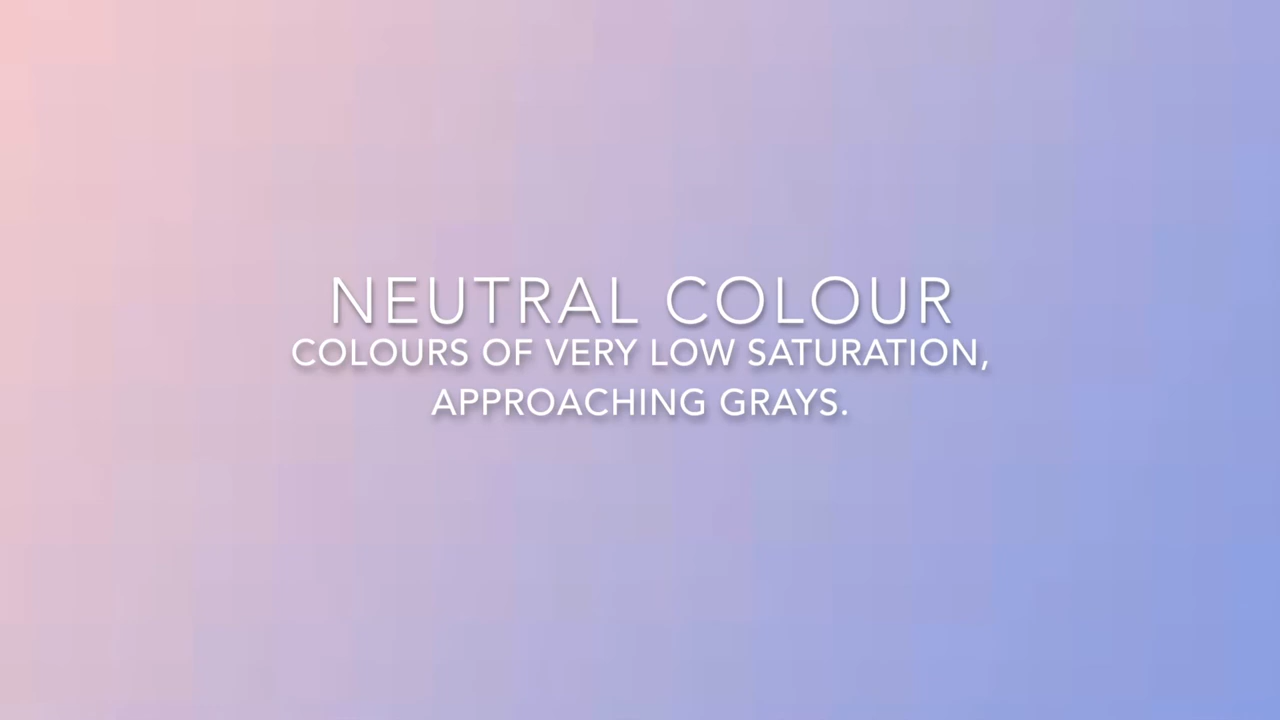 NEUTRAL COLOUR
COLOURS OF VERY LOW SATURATION,
APPROACHING GRAYS.